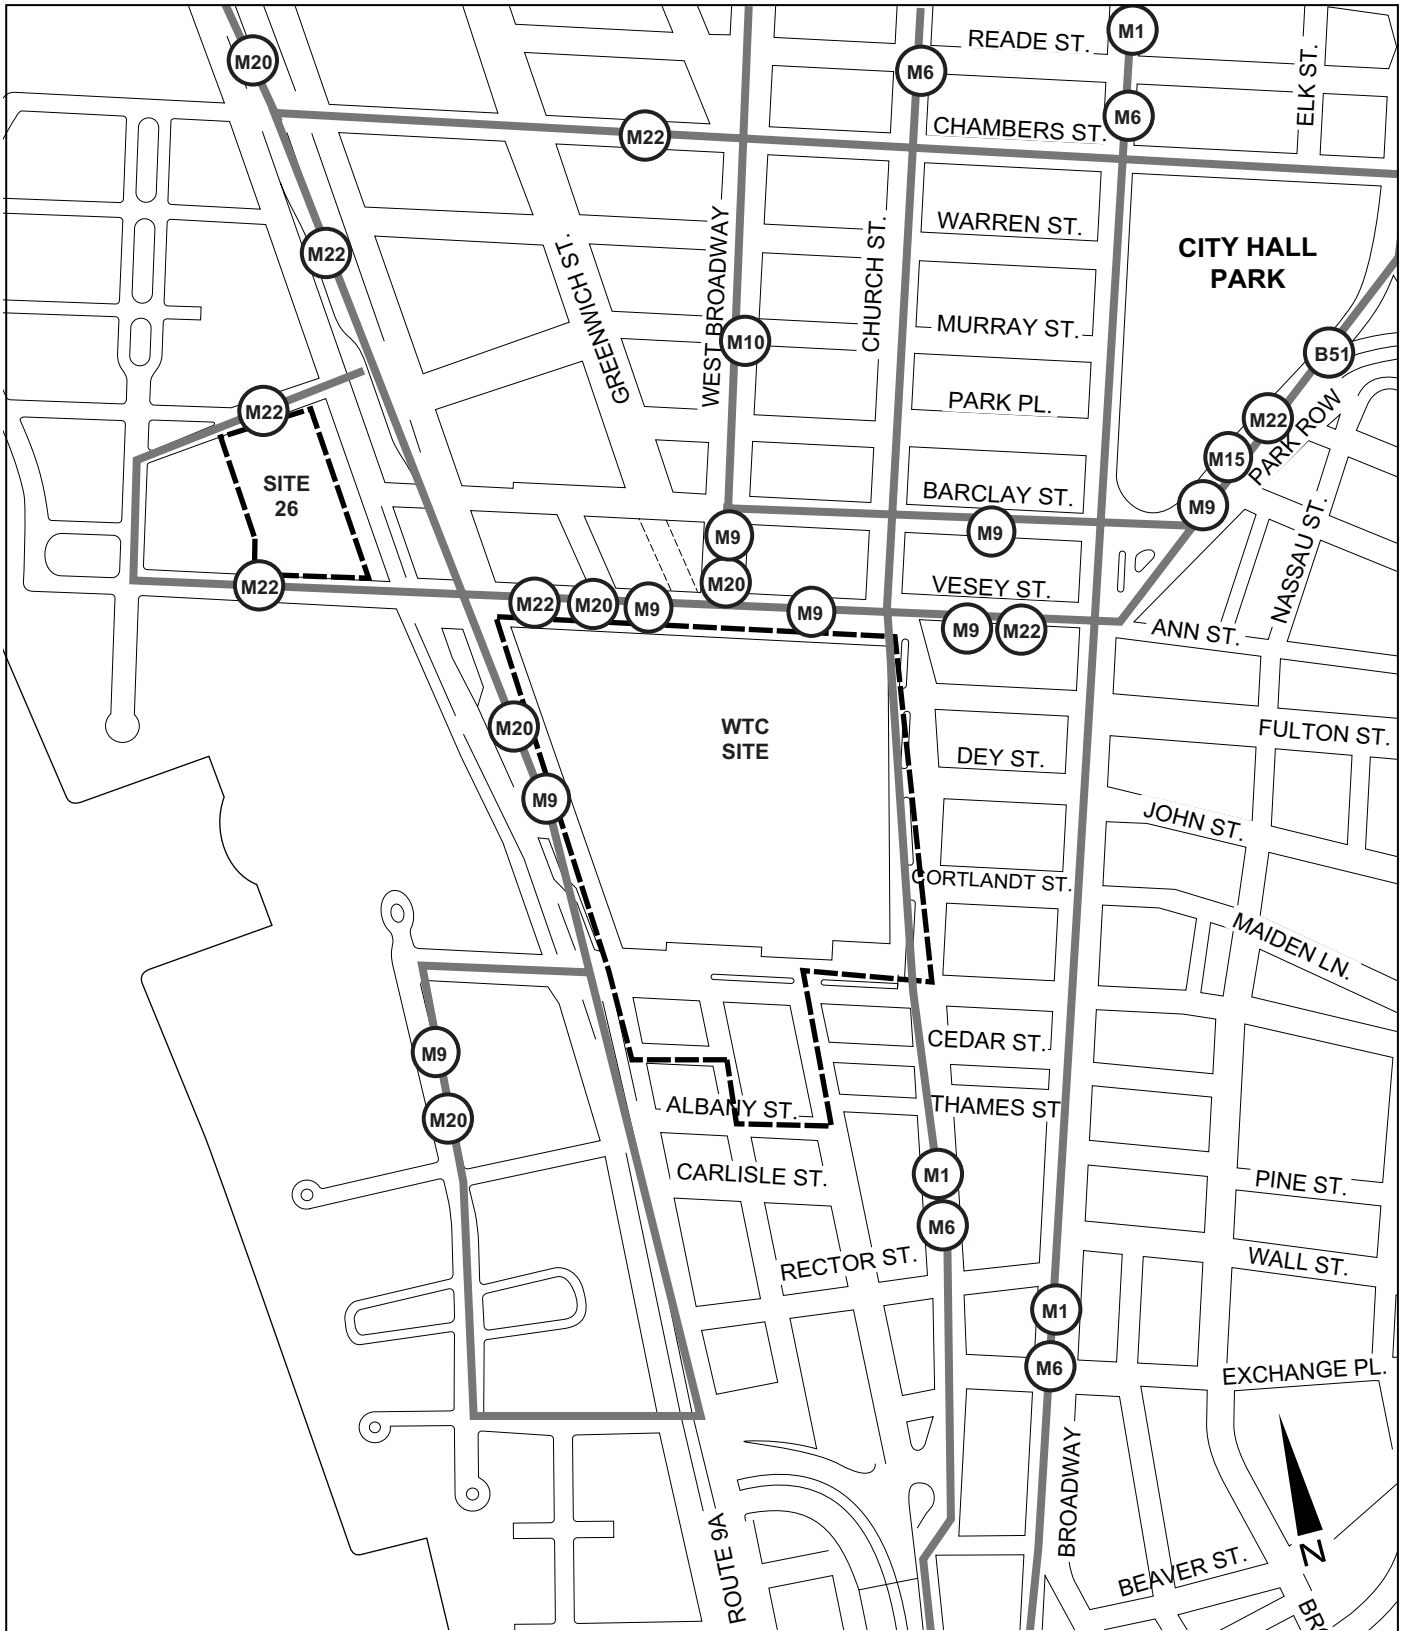 M1
READE ST.
M20
M6
ELK ST.
M6
CHAMBERS ST.
M22
WARREN ST.
M22
CITY HALL
PARK
GREENWICH ST.
WEST BROADWAY
CHURCH ST.
MURRAY ST.
M10
B51
PARK PL.
M22
M22
PARK ROW
M15
SITE
26
BARCLAY ST.
M9
M9
M9
NASSAU ST.
M20
VESEY ST.
M22
M22
M20
M9
M9
M9
M22
ANN ST.
M20
WTC
SITE
FULTON ST.
DEY ST.
M9
JOHN ST.
CORTLANDT ST.
MAIDEN LN.
M9
CEDAR ST.
M20
ALBANY ST.
THAMES ST
CARLISLE ST.
M1
PINE ST.
M6
RECTOR ST.
WALL ST.
M1
M6
EXCHANGE PL.
BROADWAY
ROUTE 9A
N
BEAVER ST.
BRO